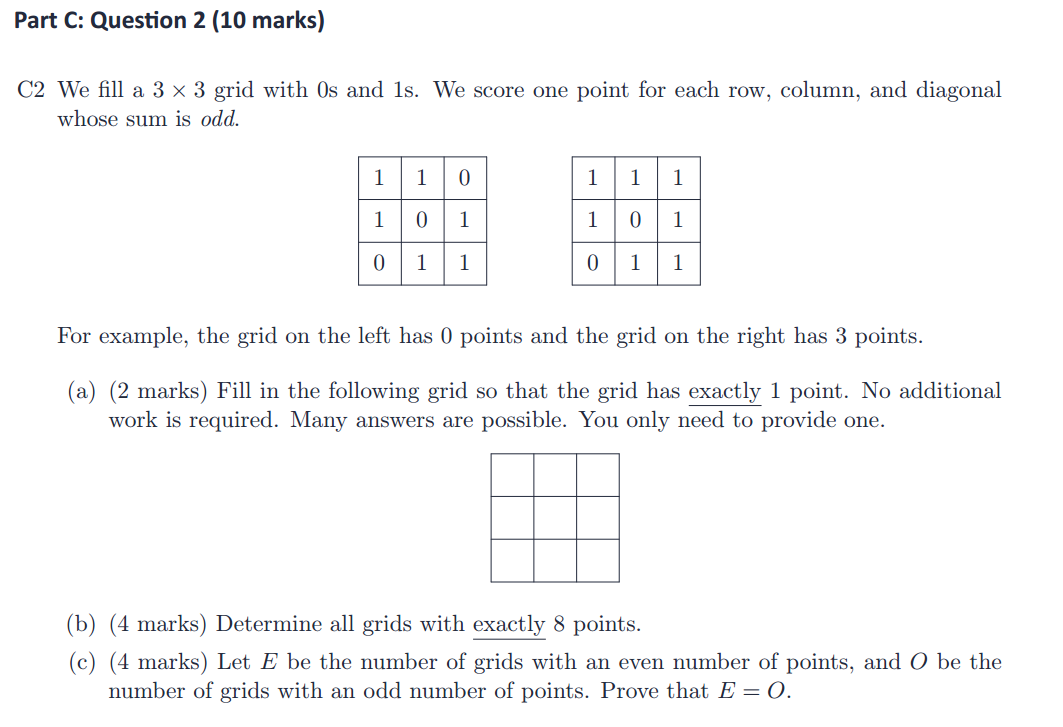 Part C: Question 2 (10 marks)
C2 We fill a 3 × 3 grid with 0s and 1s. We score one point for each row, column, and diagonal
whose sum is odd.
1 1 0 1 1 1
1 0 1 1 0 1
0 1 1 0 1 1
For example, the grid on the left has 0 points and the grid on the right has 3 points.
(a) (2 marks) Fill in the following grid so that the grid has exactly 1 point. No additional
work is required. Many answers are possible. You only need to provide one.
(b) (4 marks) Determine all grids with exactly 8 points.
(c) (4 marks) Let E be the number of grids with an even number of points, and O be the
number of grids with an odd number of points. Prove that E = O.